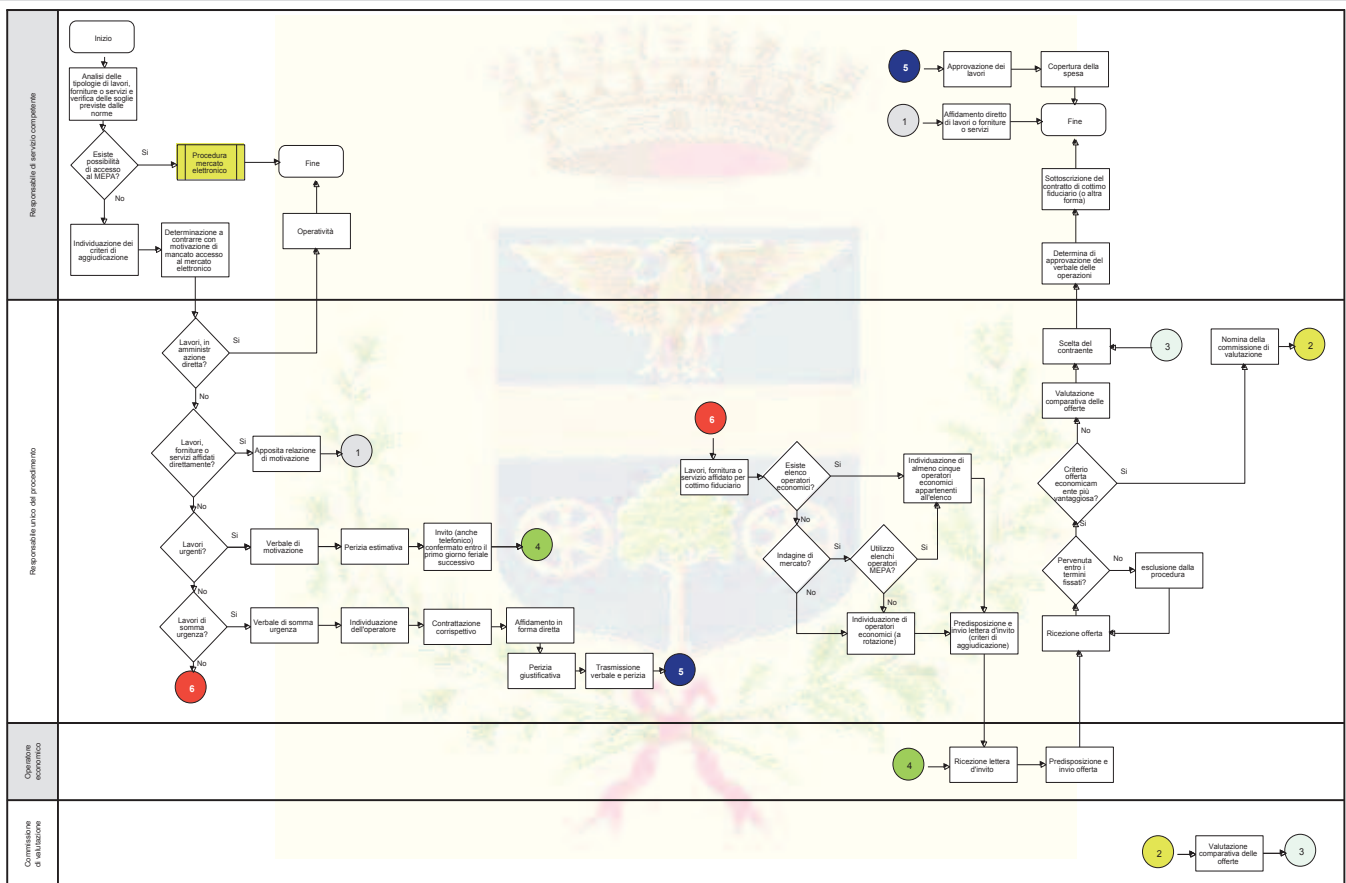 Responsabile di servizio competente
Inizio
Analisi delle
tipologie di lavori,
forniture o servizi e
verifica delle soglie
previste dalle
norme
Esiste
possibilità
di accesso
al MEPA?
Si
No
Procedura
mercato
elettronico
Fine
Operatività
Individuazione dei
criteri di
aggiudicazione
Determinazione a
contrarre con
motivazione di
mancato accesso
al mercato
elettronico
5
Approvazione dei
lavori
Copertura della
spesa
1
Affidamento diretto
di lavori o forniture
o servizi
Fine
Sottoscrizione del
contratto di cottimo
fiduciario (o altra
forma)
Determina di
approvazione del
verbale delle
operazioni
Responsabile unico del procedimento
Lavori, in
amministr
azione
diretta?
Si
No
Lavori,
forniture o
servizi affidati
direttamente?
Si
No
Apposita relazione
di motivazione
1
Lavori
urgenti?
Si
No
Verbale di
motivazione
Perizia estimativa
Invito (anche
telefonico)
confermato entro il
primo giorno feriale
successivo
4
Lavori di
somma
urgenza?
Si
No
Verbale di somma
urgenza
Individuazione
dell'operatore
Contrattazione
corrispettivo
Affidamento in
forma diretta
Perizia
giustificativa
Trasmissione
verbale e perizia
5
6
6
Lavori, fornitura o
servizio affidato per
cottimo fiduciario
Esiste
elenco
operatori
economici?
Si
No
Individuazione di
almeno cinque
operatori
economici
appartenenti
all'elenco
Indagine di
mercato?
Si
No
Utilizzo
elenchi
operatori
MEPA?
Si
No
Individuazione di
operatori
economici (a
rotazione)
Predisposizione e
invio lettera d'invito
(criteri di
aggiudicazione)
Scelta del
contraente
3
Nomina della
commissione di
valutazione
2
Valutazione
comparativa delle
offerte
No
Criterio
offerta
economicam
ente più
vantaggiosa?
Si
Si
Pervenuta
entro i
termini
fissati?
No
esclusione dalla
procedura
Ricezione offerta
Operatore
economico
4
Ricezione lettera
d'invito
Predisposizione e
invio offerta
Commissione
di valutazione
2
Valutazione
comparativa delle
offerte
3